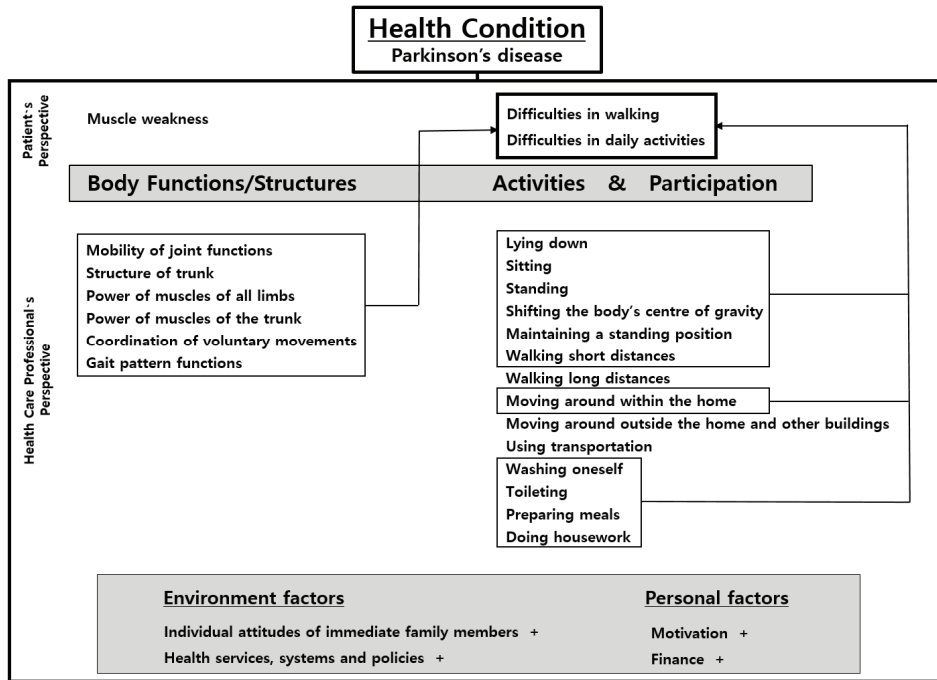 Health Condition
Parkinson's disease
Patient`s
Perspective
Muscle weakness
Difficulties in walking
Difficulties in daily activities
Body Functions/Structures
Activities & Participation
Health Care Professional`s
Perspective
Mobility of joint functions
Structure of trunk
Power of muscles of all limbs
Power of muscles of the trunk
Coordination of voluntary movements
Gait pattern functions
Lying down
Sitting
Standing
Shifting the body's centre of gravity
Maintaining a standing position
Walking short distances
Walking long distances
Moving around within the home
Moving around outside the home and other buildings
Using transportation
Washing oneself
Toileting
Preparing meals
Doing housework
Environment factors
Individual attitudes of immediate family members +
Health services, systems and policies +
Personal factors
Motivation +
Finance +